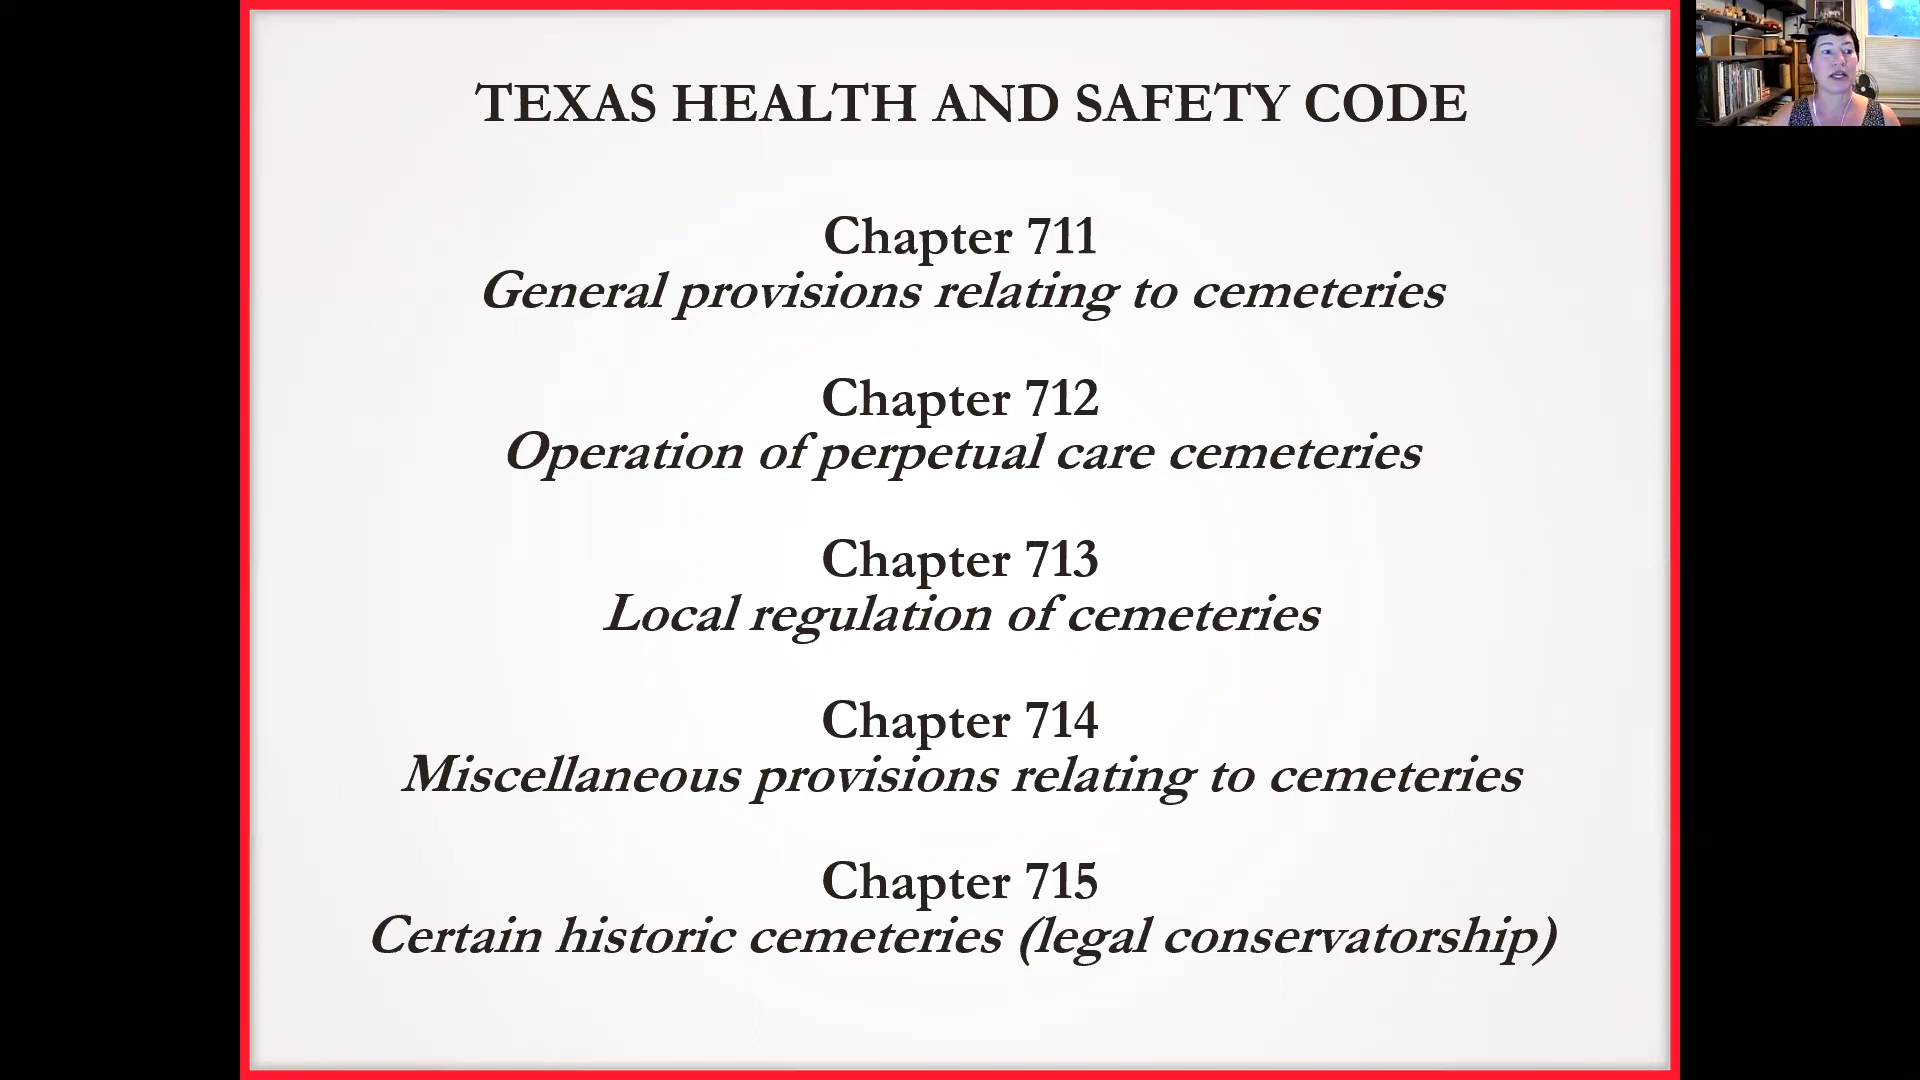 TEXAS HEALTH AND SAFETY CODE
Chapter 711
General provisions relating to cemeteries
Chapter 712
Operation of perpetual care cemeteries
Chapter 713
Local regulation of cemeteries
Chapter 714
Miscellaneous provisions relating to cemeteries
Chapter 715
Certain historic cemeteries (legal conservatorship)